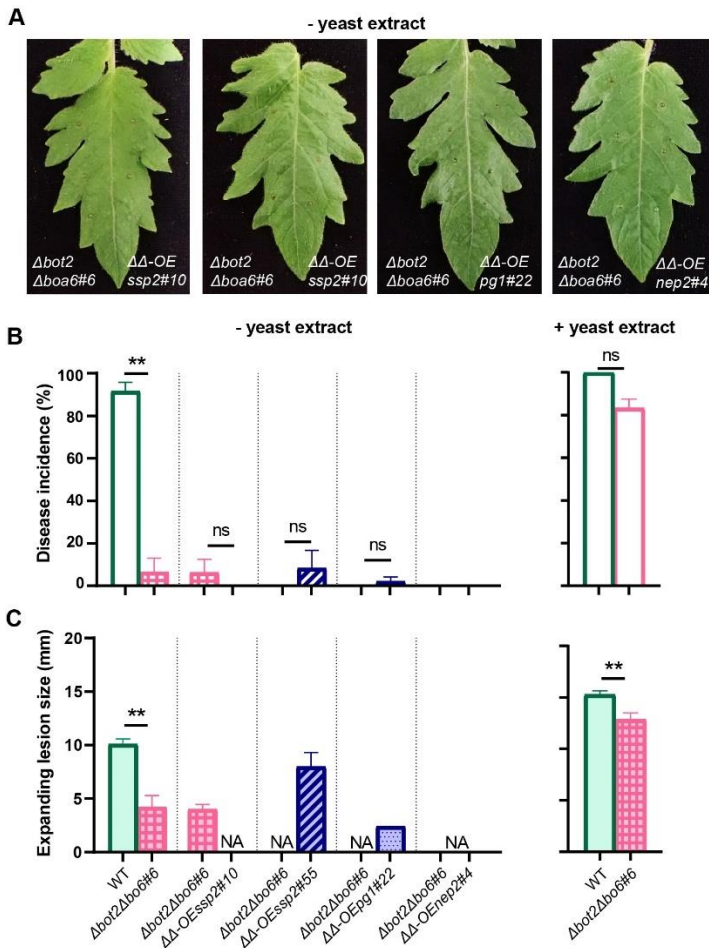 A
- yeast extract
Δbot2 ΔΔ-OE
Δboa6#6 ssp2#10
Δbot2 ΔΔ-OE
Δboa6#6 ssp2#10
Δbot2 ΔΔ-OE
Δboa6#6 pg1#22
Δbot2 ΔΔ-OE
Δboa6#6 nep2#4
B
- yeast extract
+ yeast extract
Disease incidence (%)
100
80
60
40
20
0
**
ns
ns
ns
ns
C
Expanding lesion size (mm)
20
15
10
5
0
**
NA
NA
NA
NA
**
WT
Δbot2Δbo6#6
Δbot2Δbo6#6
ΔΔ-OEssp2#10
Δbot2Δbo6#6
ΔΔ-OEssp2#55
Δbot2Δbo6#6
ΔΔ-OEpg1#22
Δbot2Δbo6#6
ΔΔ-OEnep2#4
WT
Δbot2Δbo6#6